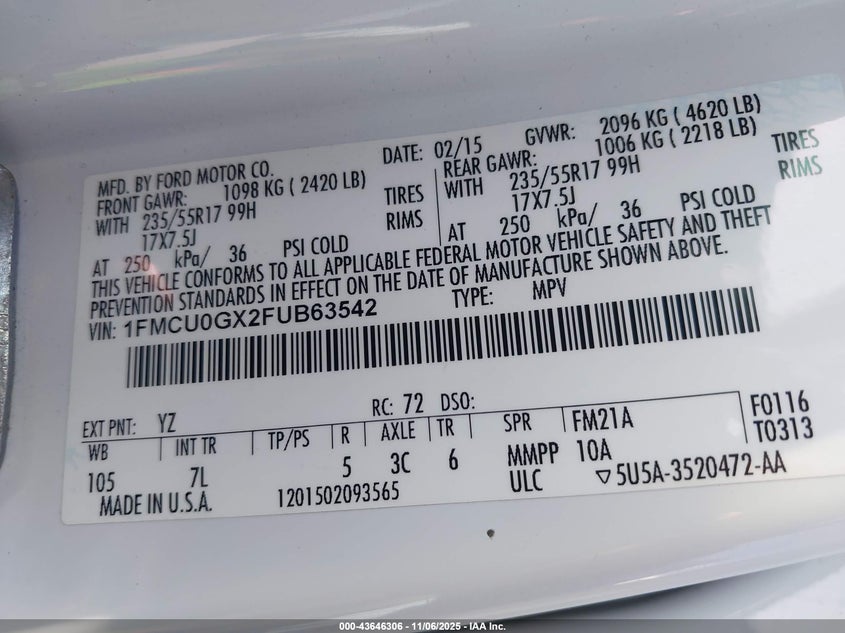 MFD. BY FORD MOTOR CO.
DATE: 02/15
GVWR: 2096 KG ( 4620 LB)
FRONT GAWR: 1098 KG ( 2420 LB)
WITH 235/55R17 99H TIRES
17X7.5J RIMS
AT 250 kPa/ 36 PSI COLD
REAR GAWR: 1006 KG ( 2218 LB)
WITH 235/55R17 99H TIRES
17X7.5J RIMS
AT 250 kPa/ 36 PSI COLD
THIS VEHICLE CONFORMS TO ALL APPLICABLE FEDERAL MOTOR VEHICLE SAFETY AND THEFT
PREVENTION STANDARDS IN EFFECT ON THE DATE OF MANUFACTURE SHOWN ABOVE.
VIN: 1FMCU0GX2FUB63542 TYPE: MPV
EXT PNT: YZ RC: 72 DSO:
WB INT TR TP/PS R AXLE TR SPR FM21A F0116
105 7L 5 3C 6 MMPP 10A T0313
ULC ▽5U5A-3520472-AA
MADE IN U.S.A. 1201502093565
000-43646306 - 11/06/2025 - IAA Inc.